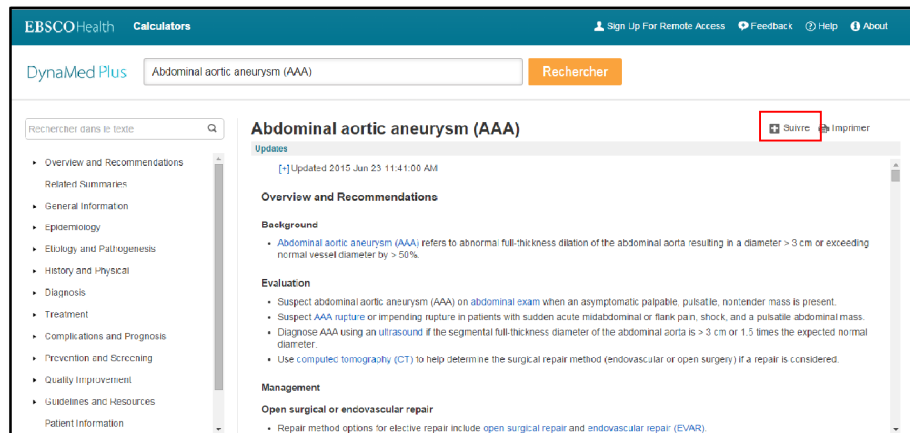 EBSCOHealth Calculators Sign Up For Remote Access Feedback Help About
DynaMed Plus Abdominal aortic aneurysm (AAA) Rechercher
Rechercher dans le texte
Overview and Recommendations
Related Summaries
General Information
Epidemiology
Etiology and Pathogenesis
History and Physical
Diagnosis
Treatment
Complications and Prognosis
Prevention and Screening
Quality Improvement
Guidelines and Resources
Patient Information
Abdominal aortic aneurysm (AAA) Suivre Imprimer
Updates
[+] Updated 2015 Jun 23 11:41:00 AM
Overview and Recommendations
Background
• Abdominal aortic aneurysm (AAA) refers to abnormal full-thickness dilation of the abdominal aorta resulting in a diameter > 3 cm or exceeding
normal vessel diameter by > 50%.
Evaluation
• Suspect abdominal aortic aneurysm (AAA) on abdominal exam when an asymptomatic palpable, pulsatile, nontender mass is present.
• Suspect AAA rupture or impending rupture in patients with sudden acute midabdominal or flank pain, shock, and a pulsatile abdominal mass.
• Diagnose AAA using an ultrasound if the segmental full-thickness diameter of the abdominal aorta is > 3 cm or 1.5 times the expected normal
diameter.
• Use computed tomography (CT) to help determine the surgical repair method (endovascular or open surgery) if a repair is considered.
Management
Open surgical or endovascular repair
• Repair method options for elective repair include open surgical repair and endovascular repair (EVAR).